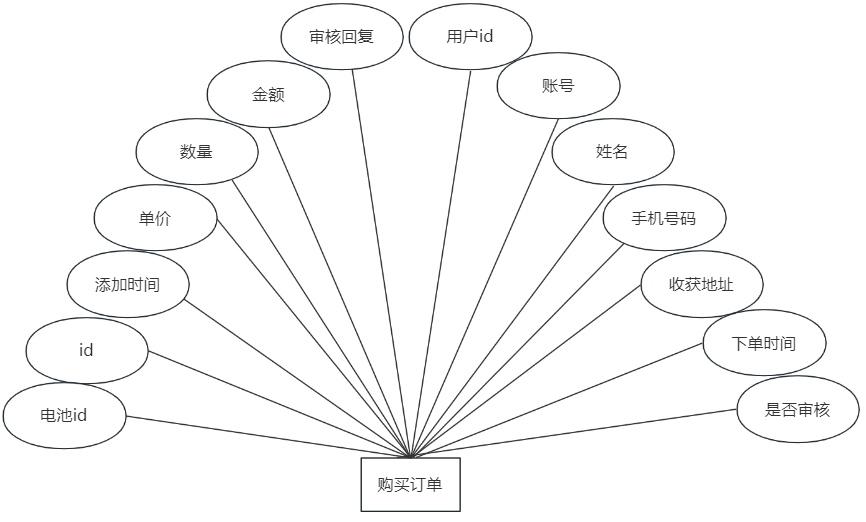 审核回复
用户id
金额
账号
数量
姓名
单价
手机号码
添加时间
收获地址
id
下单时间
电池id
是否审核
购买订单